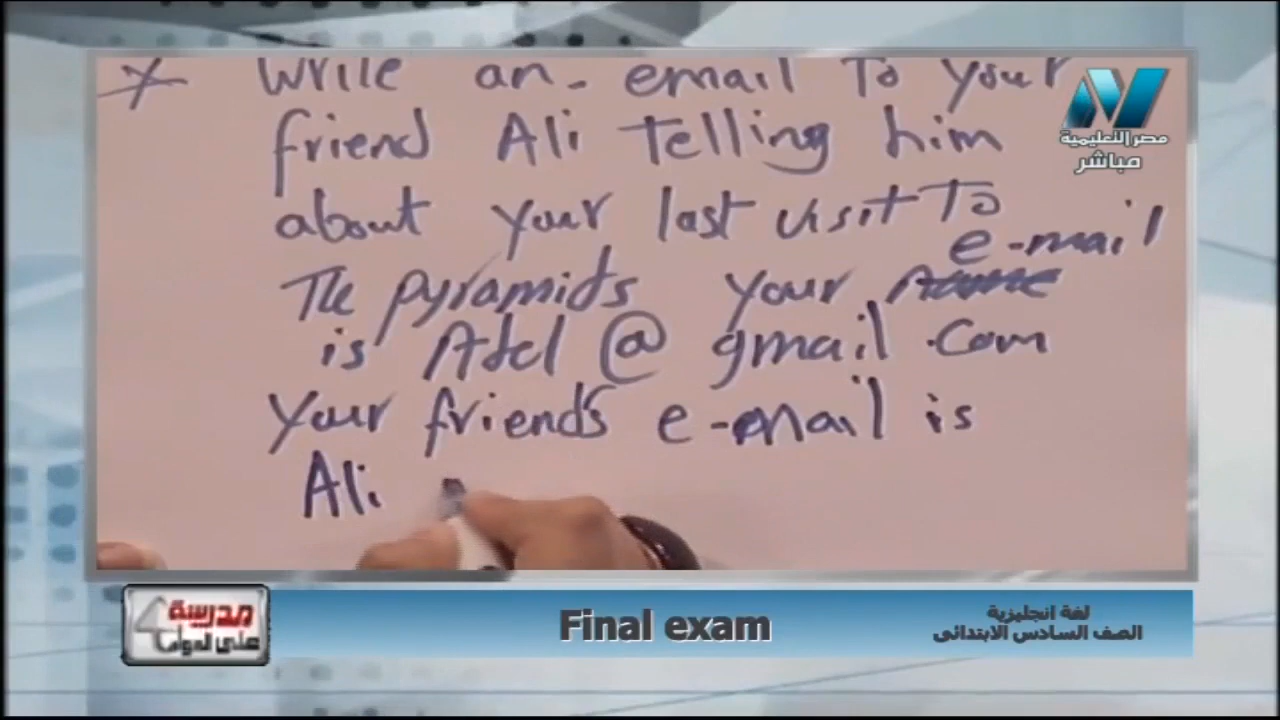 Write an email To your
friend Ali Telling him
about your last visit To
The pyramids your e-mail
is Adel @ gmail .com
your friend's e-mail is
Ali
مصر التعليمية
مباشر
مدرسة
على الهواء
Final exam
لغة انجليزية
الصف السادس الابتدائى